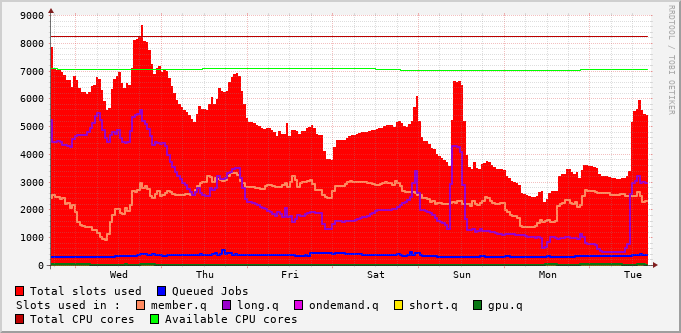 9000
8000
7000
6000
5000
4000
3000
2000
1000
0
Wed Thu Fri Sat Sun Mon Tue
Total slots used Queued Jobs
Slots used in : member.q long.q ondemand.q short.q gpu.q
Total CPU cores Available CPU cores
RRDTOOL / TOBI OETIKER